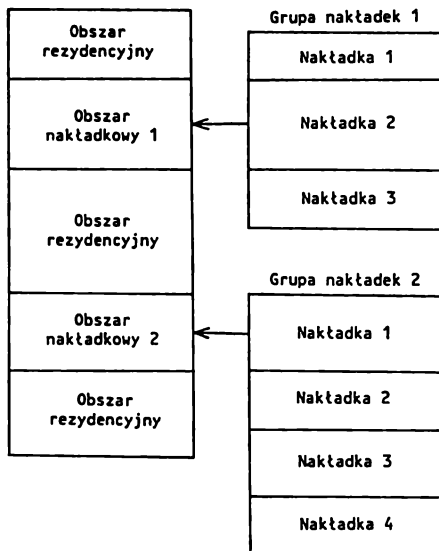 Obszar
rezydencyjny
Obszar
nakładkowy 1
Obszar
rezydencyjny
Obszar
nakładkowy 2
Obszar
rezydencyjny
Grupa nakładek 1
Nakładka 1
Nakładka 2
Nakładka 3
Grupa nakładek 2
Nakładka 1
Nakładka 2
Nakładka 3
Nakładka 4